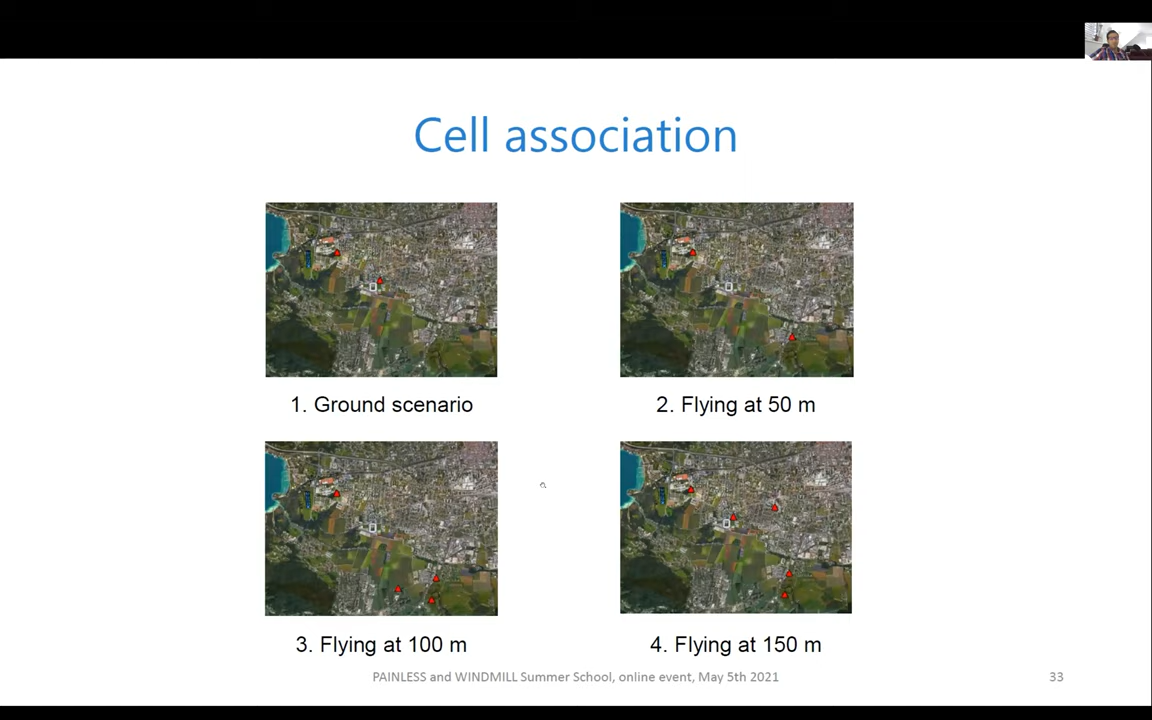 Cell association
1. Ground scenario
2. Flying at 50 m
3. Flying at 100 m
4. Flying at 150 m
PAINLESS and WINDMILL Summer School, online event, May 5th 2021
33